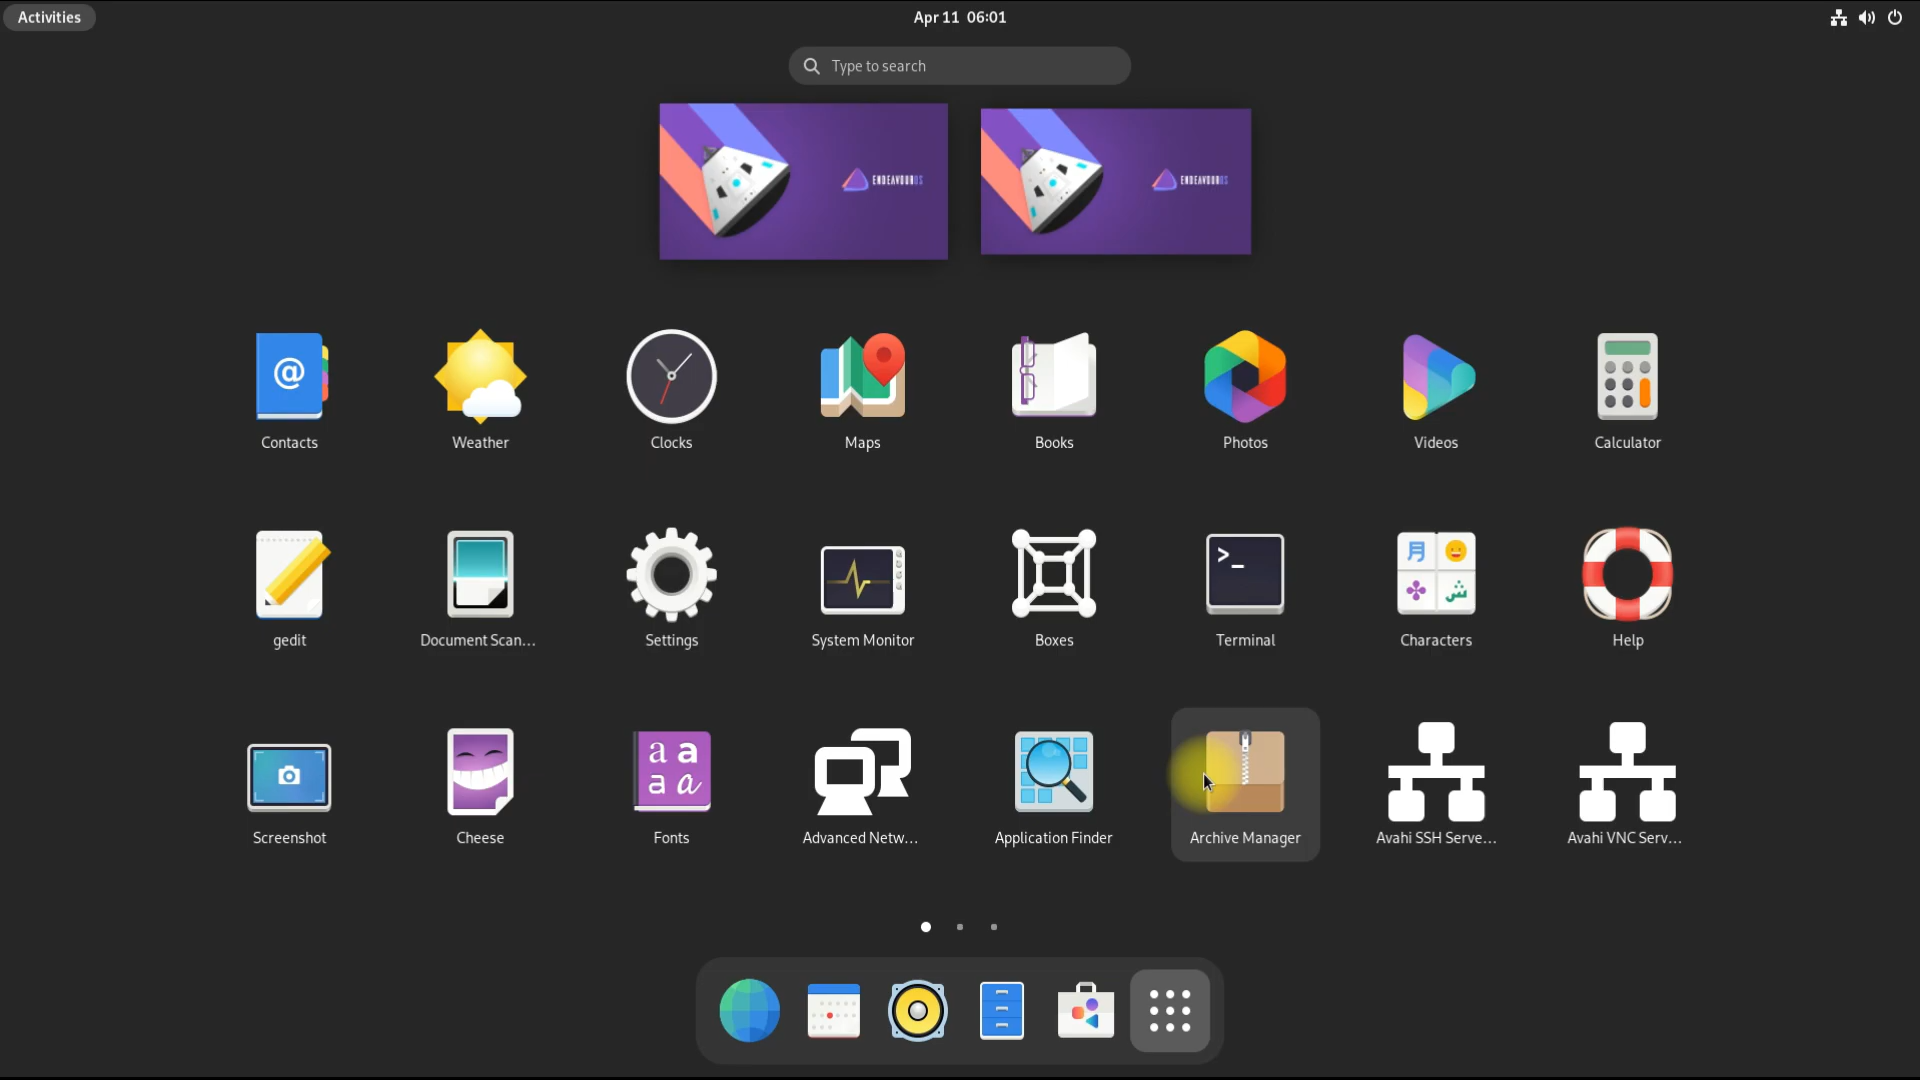 Activities
Apr 11 06:01
Type to search
ENDEAVOUROS
ENDEAVOUROS
Contacts
Weather
Clocks
Maps
Books
Photos
Videos
Calculator
gedit
Document Scan...
Settings
System Monitor
Boxes
Terminal
Characters
Help
Screenshot
Cheese
Fonts
Advanced Netw...
Application Finder
Archive Manager
Avahi SSH Serve...
Avahi VNC Serv...